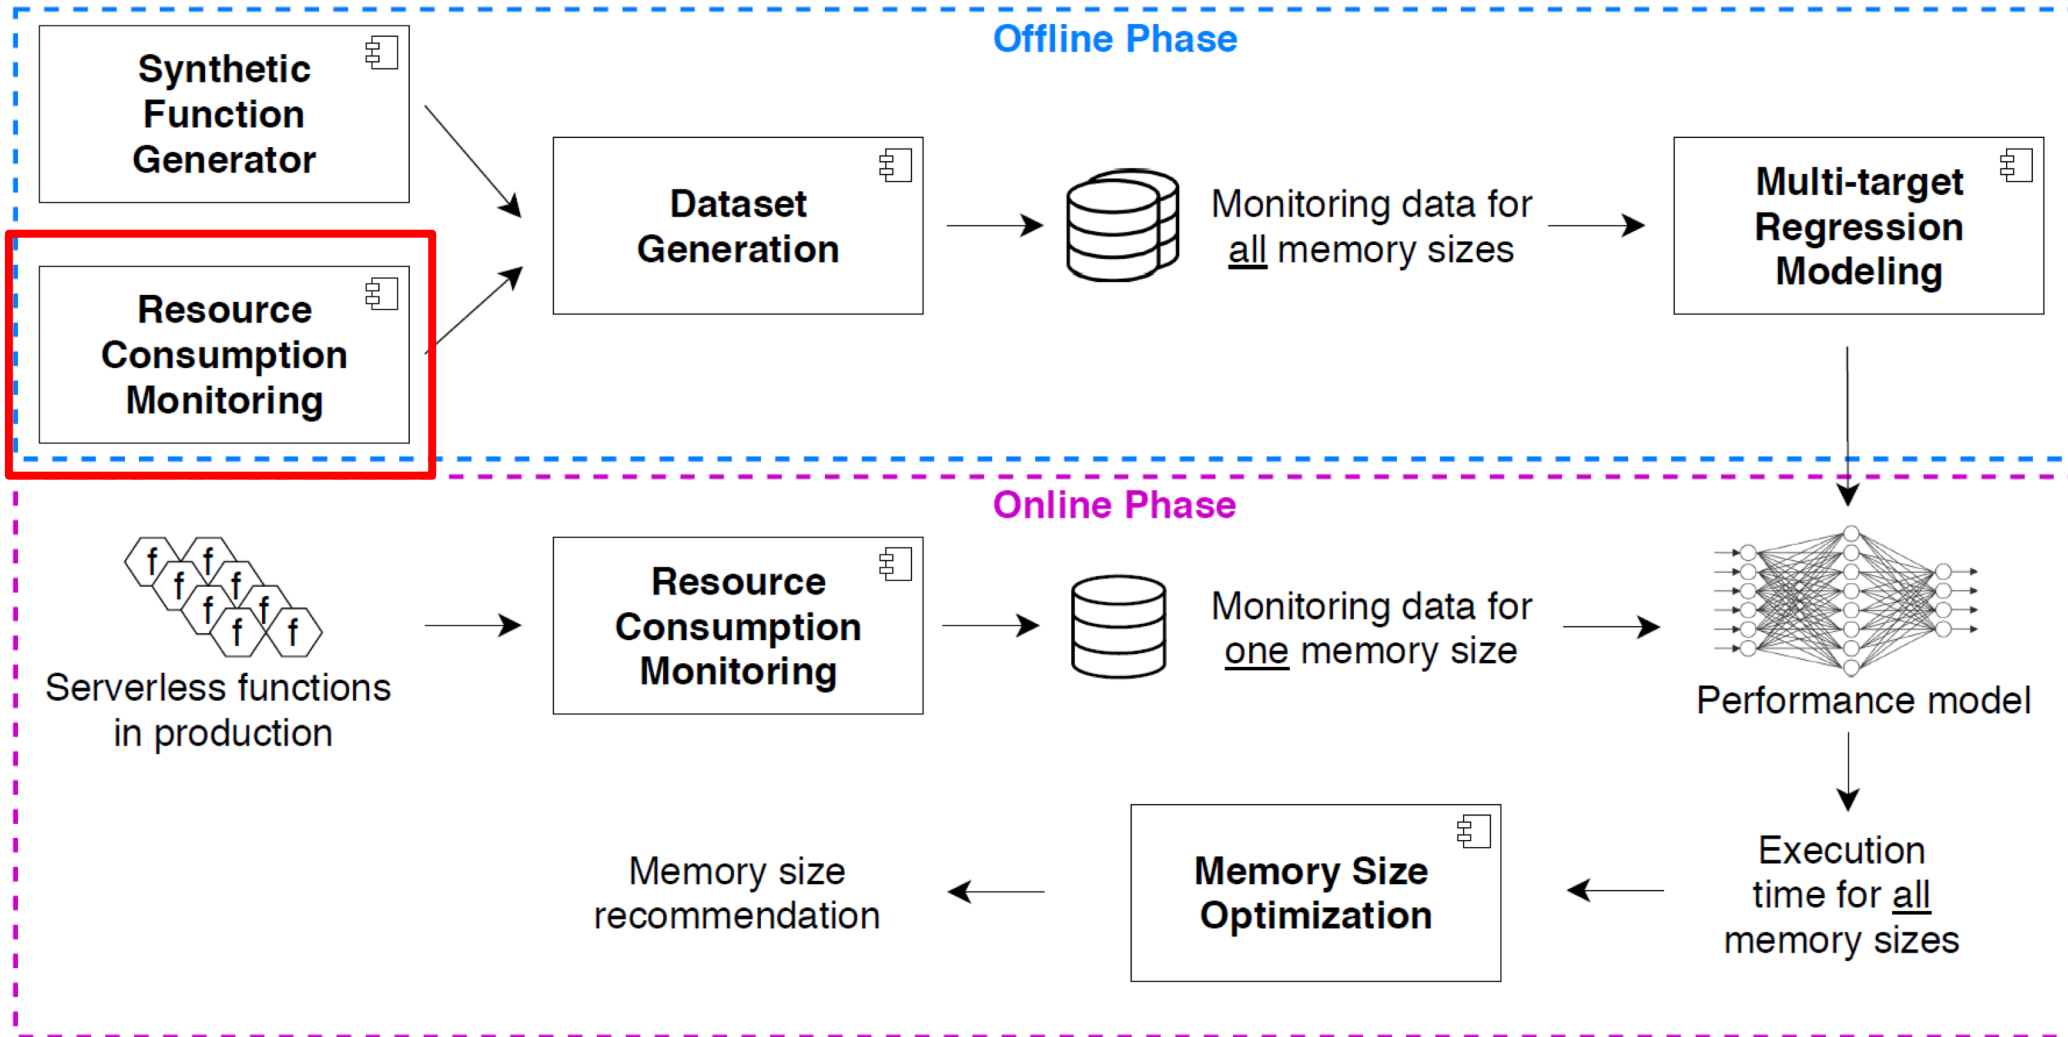 Offline Phase
Synthetic
Function
Generator
Resource
Consumption
Monitoring
Dataset
Generation
Monitoring data for
all memory sizes
Multi-target
Regression
Modeling
Online Phase
f f f f f f f f
Serverless functions
in production
Resource
Consumption
Monitoring
Monitoring data for
one memory size
Performance model
Execution
time for all
memory sizes
Memory Size
Optimization
Memory size
recommendation